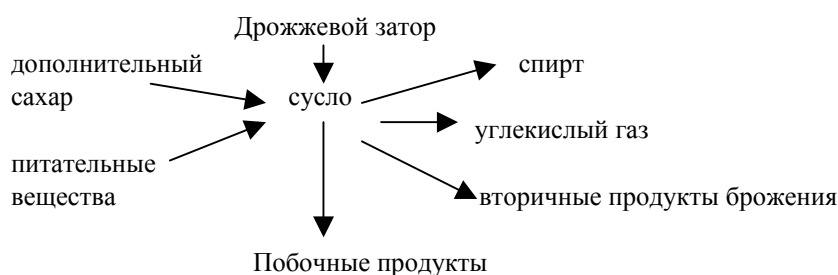 Дрожжевой затор
дополнительный
сахар
спирт
сусло
углекислый газ
питательные
вещества
вторичные продукты брожения
Побочные продукты